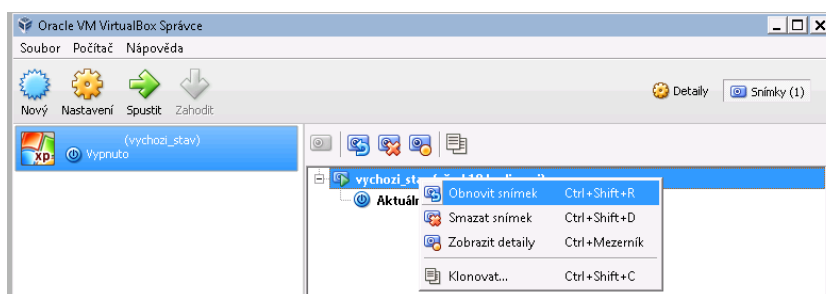 Oracle VM VirtualBox Správce
Soubor Počítač Nápověda
Nový Nastavení Spustit Zahodit
Detaily Snímky (1)
(vychozi_stav)
Vypnuto
xp
vychozi_sta
Aktuáln
Obnovit snímek Ctrl+Shift+R
Smazat snímek Ctrl+Shift+D
Zobrazit detaily Ctrl+Mezerník
Klonovat... Ctrl+Shift+C